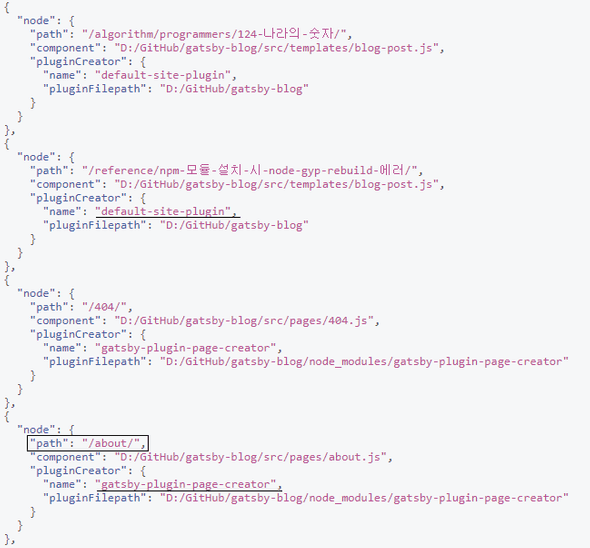 {
  "node": {
    "path": "/algorithm/programmers/124-나라의-숫자/",
    "component": "D:/GitHub/gatsby-blog/src/templates/blog-post.js",
    "pluginCreator": {
      "name": "default-site-plugin",
      "pluginFilepath": "D:/GitHub/gatsby-blog"
    }
  }
},
{
  "node": {
    "path": "/reference/npm-모듈-설치-시-node-gyp-rebuild-에러/",
    "component": "D:/GitHub/gatsby-blog/src/templates/blog-post.js",
    "pluginCreator": {
      "name": "default-site-plugin",
      "pluginFilepath": "D:/GitHub/gatsby-blog"
    }
  }
},
{
  "node": {
    "path": "/404/",
    "component": "D:/GitHub/gatsby-blog/src/pages/404.js",
    "pluginCreator": {
      "name": "gatsby-plugin-page-creator",
      "pluginFilepath": "D:/GitHub/gatsby-blog/node_modules/gatsby-plugin-page-creator"
    }
  }
},
{
  "node": {
    "path": "/about/",
    "component": "D:/GitHub/gatsby-blog/src/pages/about.js",
    "pluginCreator": {
      "name": "gatsby-plugin-page-creator",
      "pluginFilepath": "D:/GitHub/gatsby-blog/node_modules/gatsby-plugin-page-creator"
    }
  }
},